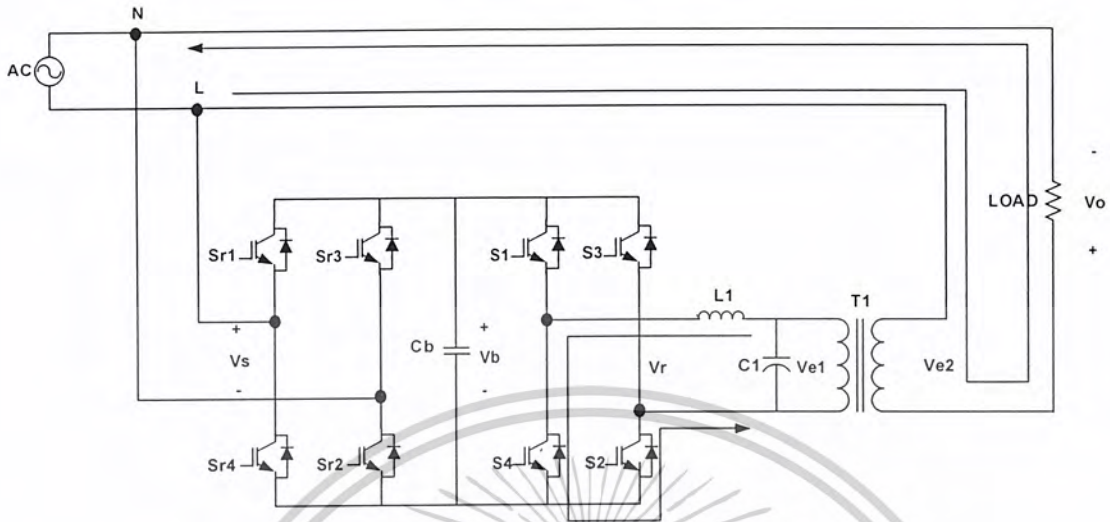 N
AC
L
LOAD
-
Vo
+
Sr1
Sr3
S1
S3
L1
T1
+
Vs
-
Cb
+
Vb
-
Vr
C1
Ve1
Ve2
Sr4
Sr2
S4
S2